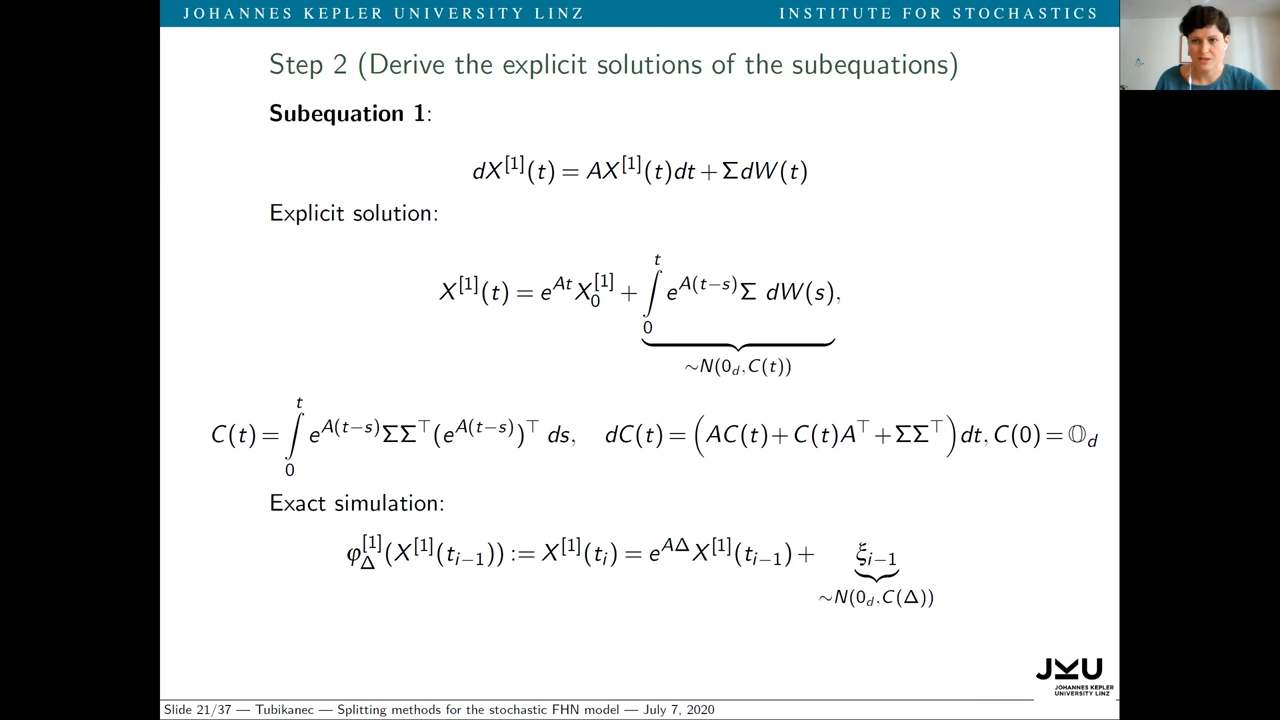 JOHANNES KEPLER UNIVERSITY LINZ INSTITUTE FOR STOCHASTICS
Step 2 (Derive the explicit solutions of the subequations)
Subequation 1:
dX^{[1]}(t) = AX^{[1]}(t)dt + ΣdW(t)
Explicit solution:
X^{[1]}(t) = e^{At}X_0^{[1]} + ∫_0^t e^{A(t−s)}Σ dW(s),
∼N(0_d, C(t))
C(t) = ∫_0^t e^{A(t−s)}ΣΣ^⊤(e^{A(t−s)})^⊤ ds, dC(t) = (AC(t) + C(t)A^⊤ + ΣΣ^⊤)dt, C(0) = 𝕆_d
Exact simulation:
φ_Δ^{[1]}(X^{[1]}(t_{i−1})) := X^{[1]}(t_i) = e^{AΔ}X^{[1]}(t_{i−1}) + ξ_{i−1}
∼N(0_d, C(Δ))
JKU
JOHANNES KEPLER
UNIVERSITY LINZ
Slide 21/37 — Tubikanec — Splitting methods for the stochastic FHN model — July 7, 2020